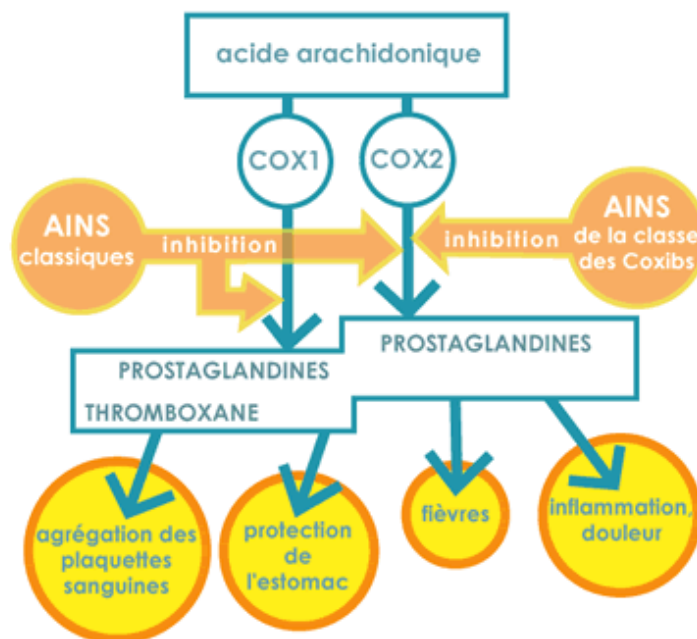 acide arachidonique
COX1
COX2
AINS
classiques
inhibition
inhibition
AINS
de la classe
des Coxibs
PROSTAGLANDINES
THROMBOXANE
PROSTAGLANDINES
agrégation des
plaquettes
sanguines
protection
de
l'estomac
fièvres
inflammation,
douleur